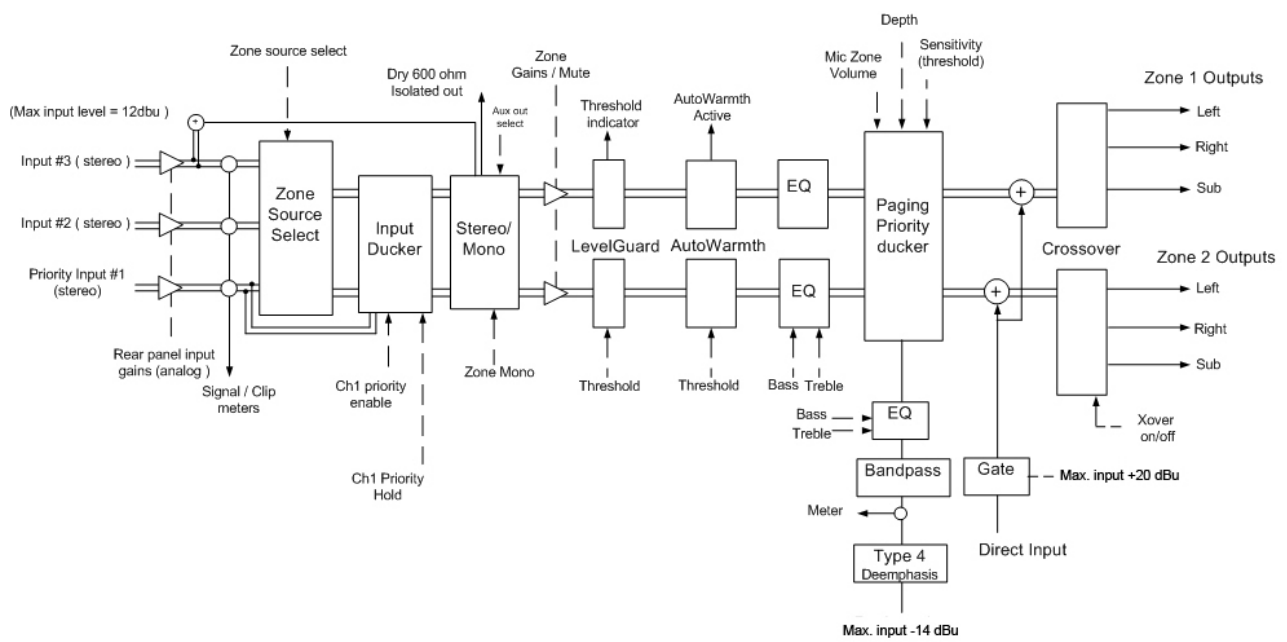 Depth
Zone source select
Zone
Gains / Mute
Mic Zone
Volume
Sensitivity
(threshold)
Dry 600 ohm
Isolated out
Zone 1 Outputs
(Max input level = 12dbu )
Aux out
select
Threshold
indicator
AutoWarmth
Active
+
Left
Input #3 ( stereo )
Right
EQ
+
Sub
Zone
Source
Select
Input #2 ( stereo )
Input
Ducker
Stereo/
Mono
Paging
Priority
ducker
LevelGuard
AutoWarmth
Crossover
Zone 2 Outputs
Priority Input #1
(stereo)
EQ
+
Left
Right
Rear panel input
gains (analog )
Signal / Clip
meters
Ch1 priority
enable
Zone Mono
Threshold
Threshold
Bass
Treble
Sub
Bass
Treble
EQ
Xover
on/off
Ch1 Priority
Hold
Bandpass
Gate
Max. input +20 dBu
Meter
Direct Input
Type 4
Deemphasis
Max. input -14 dBu